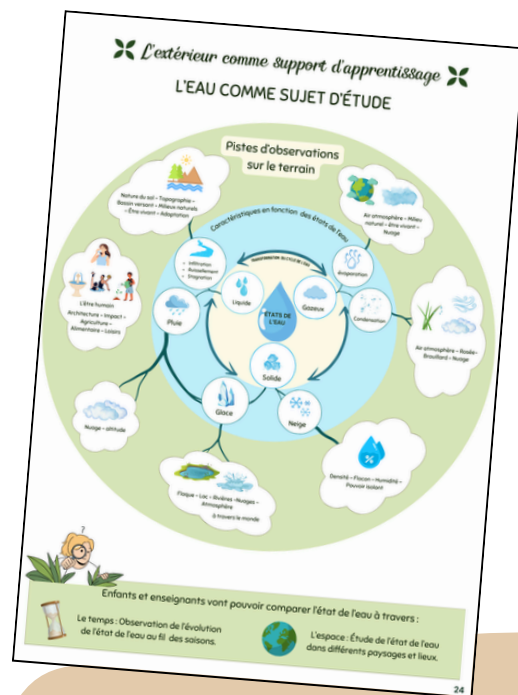 L'extérieur comme support d'apprentissage
L'EAU COMME SUJET D'ÉTUDE
Pistes d'observations
sur le terrain
Nature du sol - Topographie -
Bassin versant - Milieux naturels
- Être vivant - Adaptation
Air atmosphère - Milieu
naturel - être vivant -
Nuage
Caractéristiques en fonction des états de l'eau
Infiltration
Ruissellement
Stagnation
Évaporation
Liquide
Gazeux
Condensation
ÉTATS DE
L'EAU
Pluie
L'être humain
Architecture - Impact -
Agriculture -
Alimentaire - Loisirs
Air atmosphère - Rosée-
Brouillard - Nuage
Solide
Glace
Neige
Nuage - altitude
Densité - Flocon - Humidité -
Pouvoir isolant
Flaque - Lac - Rivières -Nuages -
Atmosphère
à travers le monde
?
Enfants et enseignants vont pouvoir comparer l'état de l'eau à travers :
Le temps : Observation de l'évolution
de l'état de l'eau au fil des saisons.
L'espace : Étude de l'état de l'eau
dans différents paysages et lieux.
24